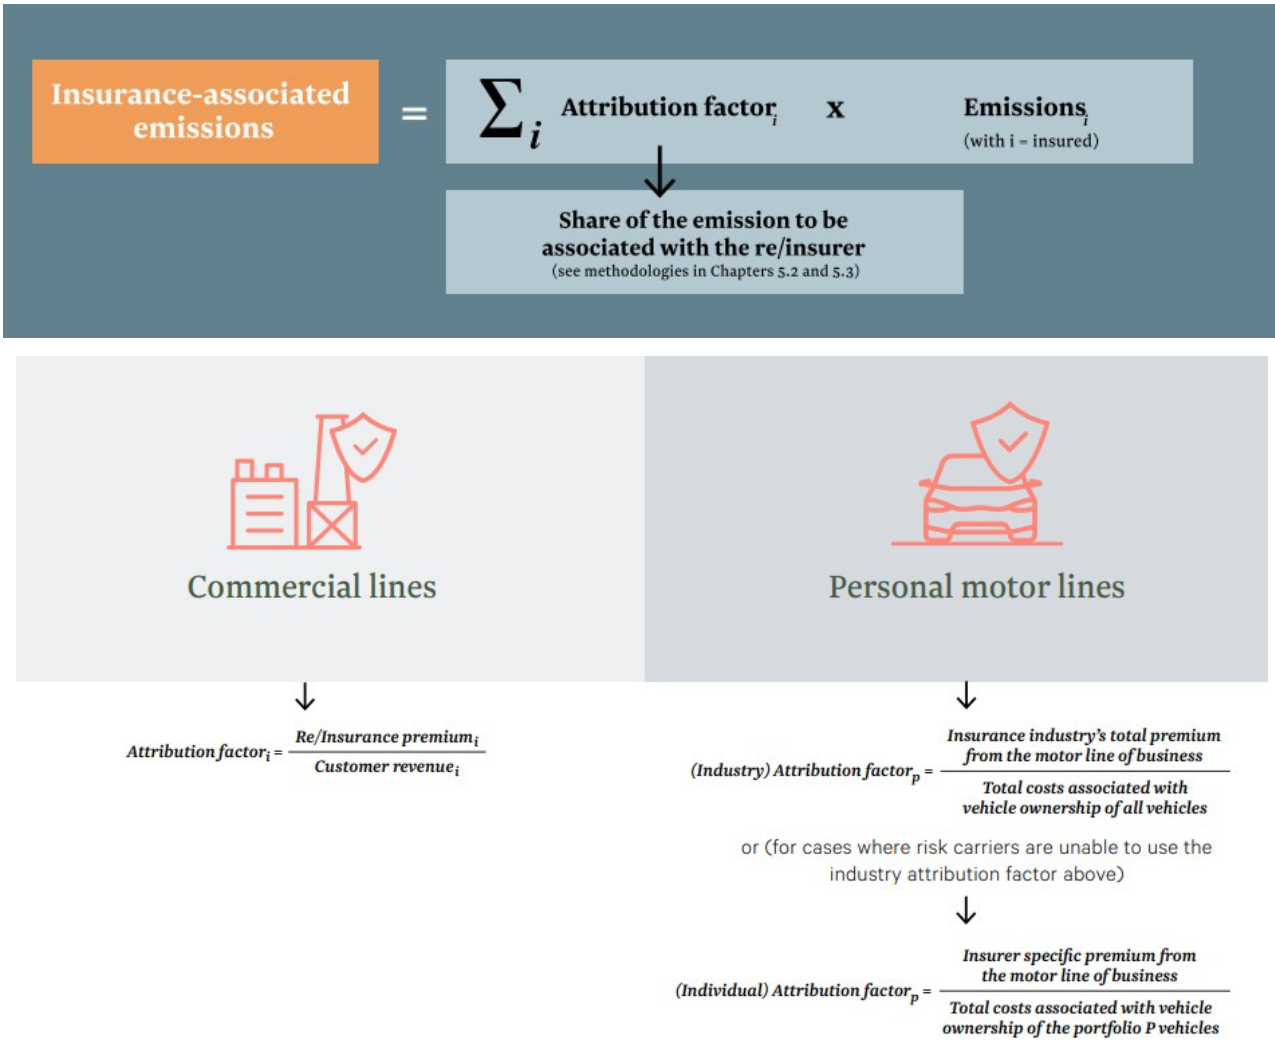 Insurance-associated
emissions
=
∑i Attribution factori x Emissionsi
(with i = insured)
Share of the emission to be
associated with the re/insurer
(see methodologies in Chapters 5.2 and 5.3)
Commercial lines
Attribution factori = Re/Insurance premiumi
Customer revenuei
Personal motor lines
Insurance industry's total premium
from the motor line of business
(Industry) Attribution factorp =
Total costs associated with
vehicle ownership of all vehicles
or (for cases where risk carriers are unable to use the
industry attribution factor above)
Insurer specific premium from
the motor line of business
(Individual) Attribution factorp =
Total costs associated with vehicle
ownership of the portfolio P vehicles